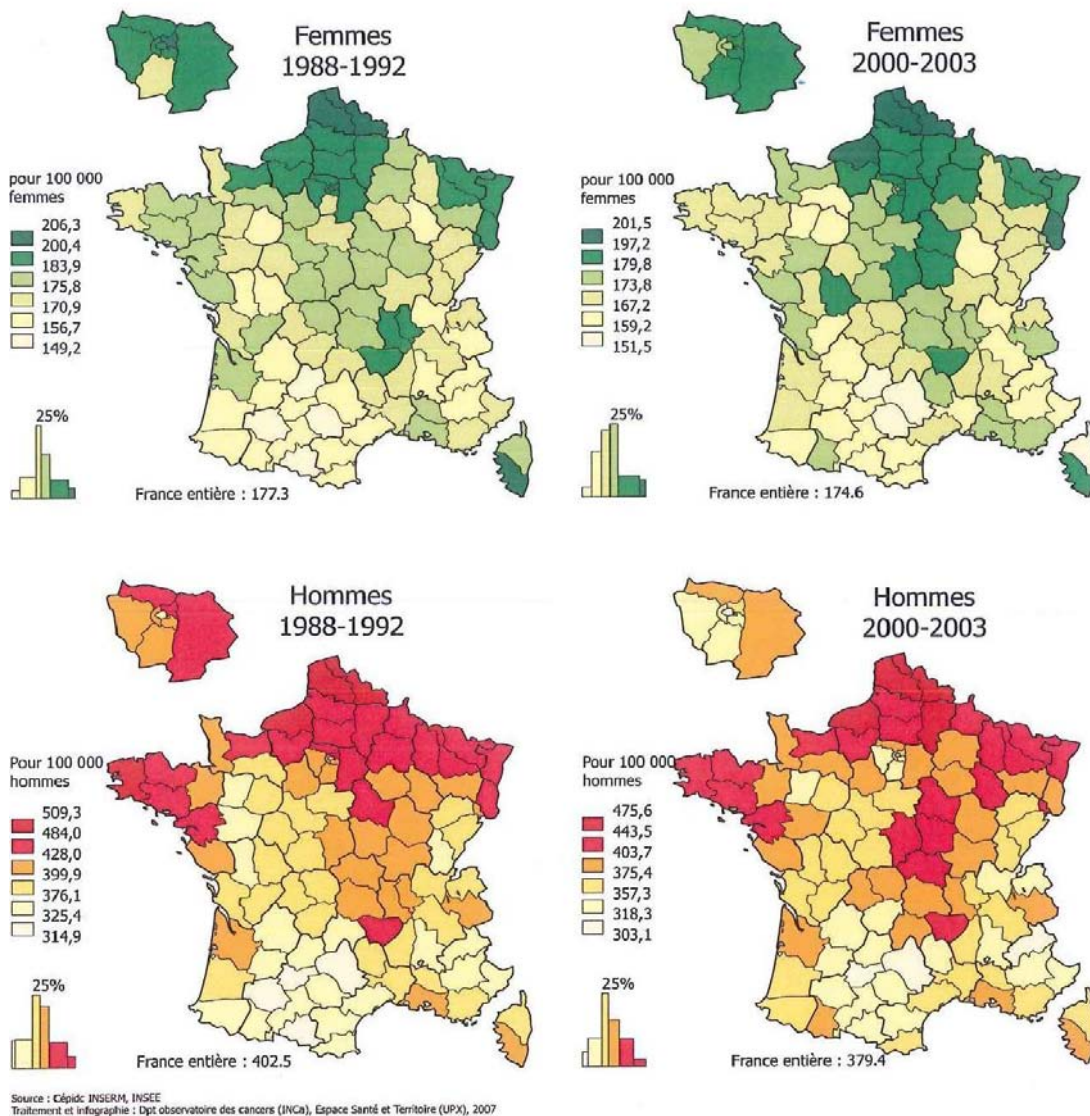 Femmes
1988-1992
pour 100 000
femmes
206,3
200,4
183,9
175,8
170,9
156,7
149,2
25%
France entière : 177.3
Femmes
2000-2003
pour 100 000
femmes
201,5
197,2
179,8
173,8
167,2
159,2
151,5
25%
France entière : 174.6
Hommes
1988-1992
Pour 100 000
hommes
509,3
484,0
428,0
399,9
376,1
325,4
314,9
25%
France entière : 402.5
Hommes
2000-2003
Pour 100 000
hommes
475,6
443,5
403,7
375,4
357,3
318,3
303,1
25%
France entière : 379.4
Source : Cépidc INSERM, INSEE
Traitement et infographie : Dpt observatoire des cancers (INCa), Espace Santé et Territoire (UPX), 2007